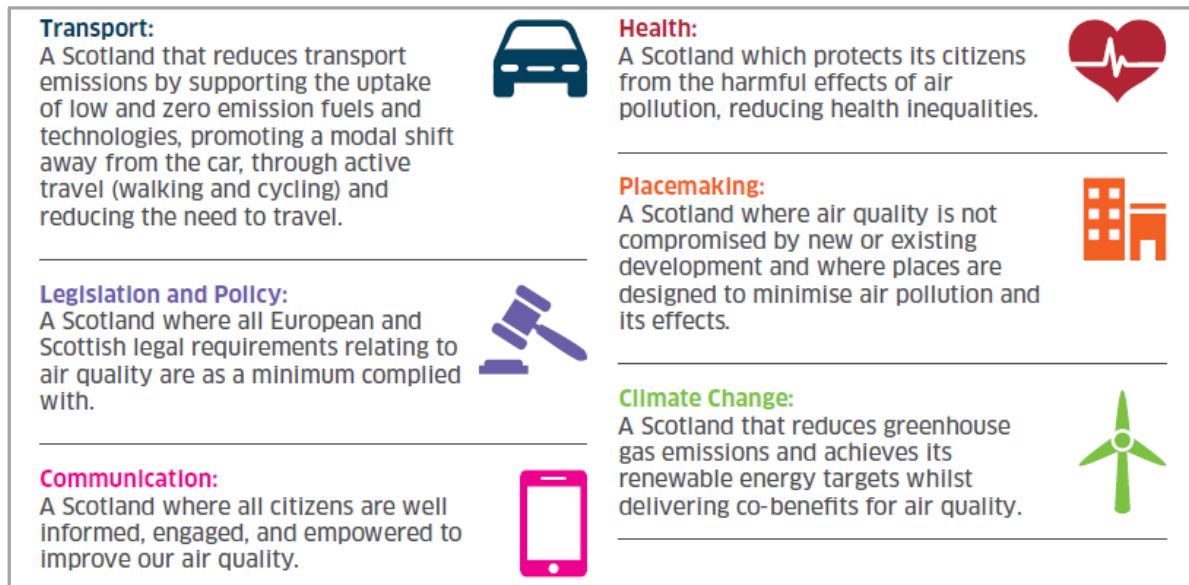 Transport:
A Scotland that reduces transport
emissions by supporting the uptake
of low and zero emission fuels and
technologies, promoting a modal shift
away from the car, through active
travel (walking and cycling) and
reducing the need to travel.
Legislation and Policy:
A Scotland where all European and
Scottish legal requirements relating to
air quality are as a minimum complied
with.
Communication:
A Scotland where all citizens are well
informed, engaged, and empowered to
improve our air quality.
Health:
A Scotland which protects its citizens
from the harmful effects of air
pollution, reducing health inequalities.
Placemaking:
A Scotland where air quality is not
compromised by new or existing
development and where places are
designed to minimise air pollution and
its effects.
Climate Change:
A Scotland that reduces greenhouse
gas emissions and achieves its
renewable energy targets whilst
delivering co-benefits for air quality.